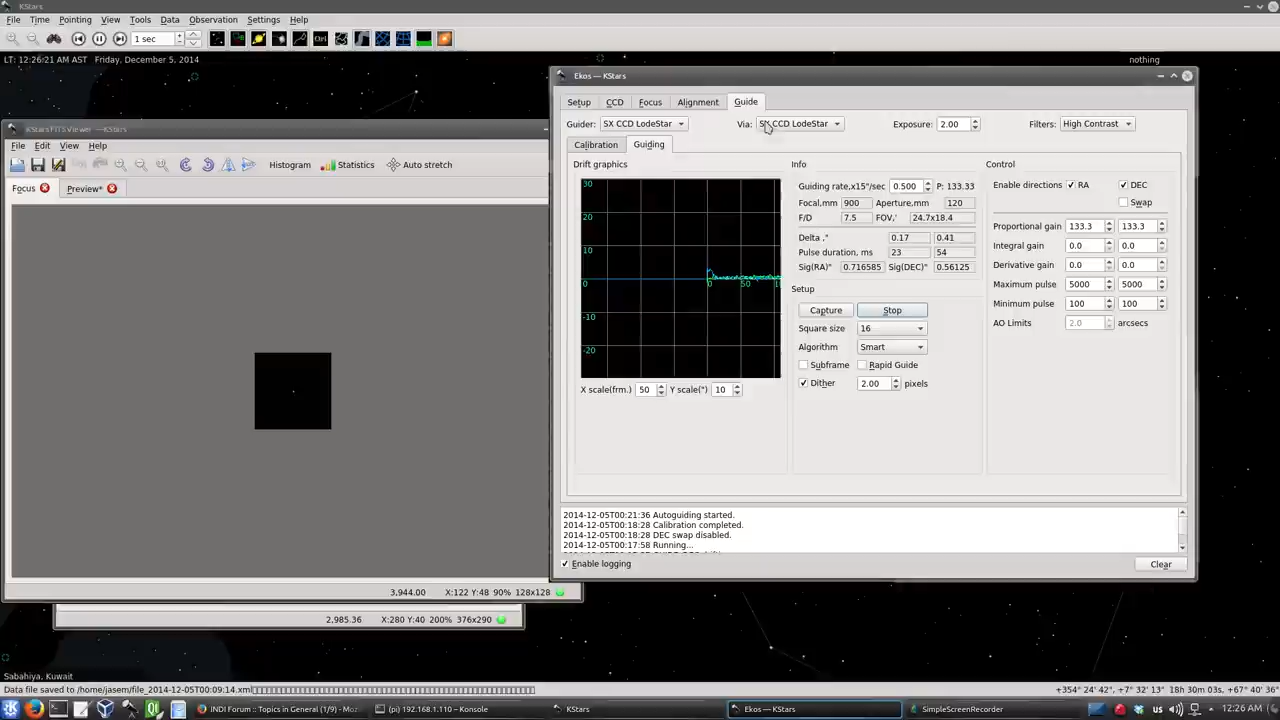 KStars
File Time Pointing View Tools Data Observation Settings Help
1 sec
LT: 12:26:21 AM AST Friday, December 5, 2014
nothing
KStars FITS Viewer — KStars
File Edit View Help
Histogram Statistics Auto stretch
Focus Preview*
3,944.00 X:122 Y:48 90% 128x128
2,985.36 X:280 Y:40 200% 376x290
Ekos — KStars
Setup CCD Focus Alignment Guide
Guider: SX CCD LodeStar Via: SX CCD LodeStar Exposure: 2.00 Filters: High Contrast
Calibration Guiding
Drift graphics
30
20
10
0 0 50 10
-10
-20
X scale(frm.) 50 Y scale(") 10
Info
Guiding rate,x15"/sec 0.500 P: 133.33
Focal,mm 900 Aperture,mm 120
F/D 7.5 FOV,' 24.7x18.4
Delta ," 0.17 0.41
Pulse duration, ms 23 54
Sig(RA)" 0.716585 Sig(DEC)" 0.56125
Setup
Capture Stop
Square size 16
Algorithm Smart
Subframe Rapid Guide
Dither 2.00 pixels
Control
Enable directions RA DEC
Swap
Proportional gain 133.3 133.3
Integral gain 0.0 0.0
Derivative gain 0.0 0.0
Maximum pulse 5000 5000
Minimum pulse 100 100
AO Limits 2.0 arcsecs
2014-12-05T00:21:36 Autoguiding started.
2014-12-05T00:18:28 Calibration completed.
2014-12-05T00:18:28 DEC swap disabled.
2014-12-05T00:17:58 Running...
Enable logging Clear
Sabahiya, Kuwait
Data file saved to /home/jasem/file_2014-12-05T00:09:14.xml
+354° 24' 42", +7° 32' 13" 18h 30m 03s, +67° 40' 36"
INDI Forum :: Topics in General (1/9) - Moz (pi) 192.168.1.110 — Konsole KStars Ekos — KStars SimpleScreenRecorder us 12:26 AM